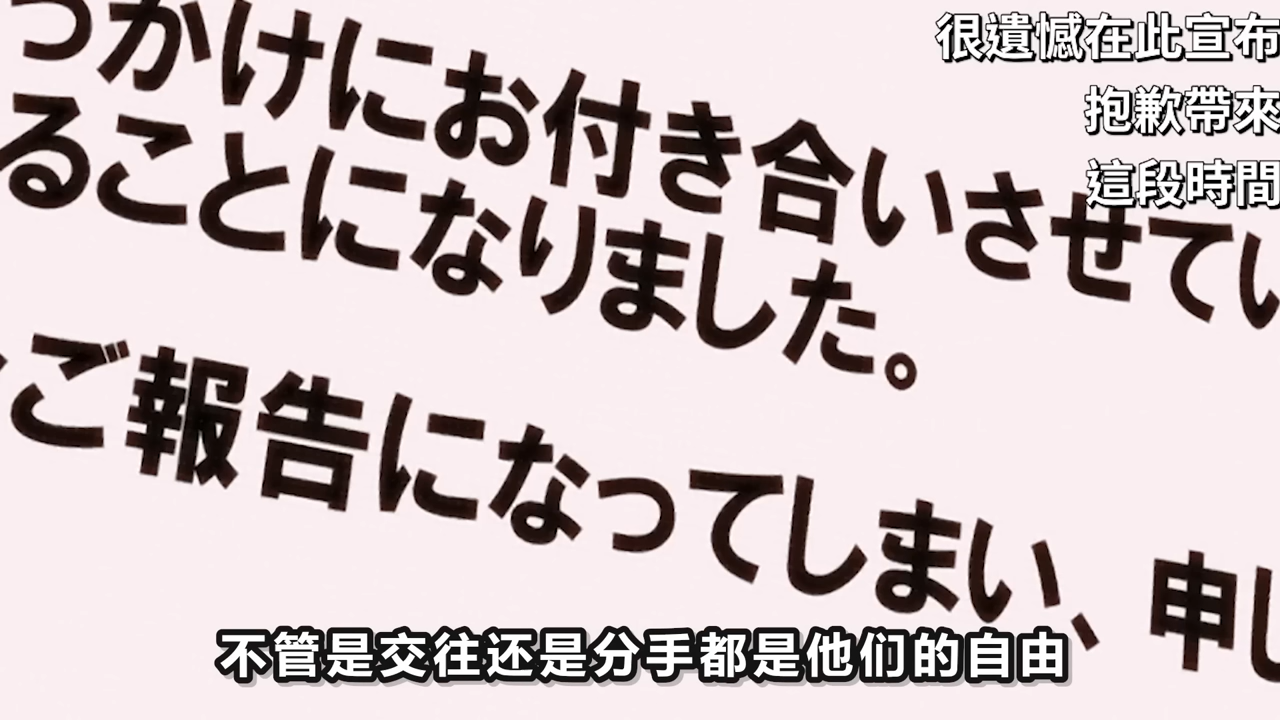 っかけにお付き合いさせてい
ることになりました。
ご報告になってしまい、申し
很遺憾在此宣布
抱歉帶來
這段時間
不管是交往还是分手都是他们的自由